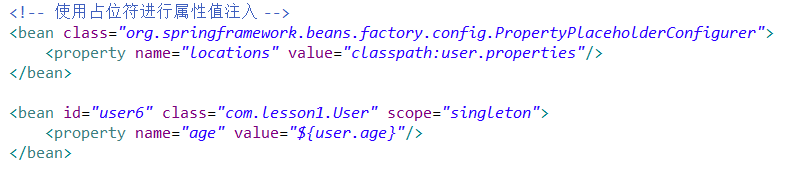 <!-- 使用占位符进行属性值注入 -->
<bean class="org.springframework.beans.factory.config.PropertyPlaceholderConfigurer">
    <property name="locations" value="classpath:user.properties"/>
</bean>
<bean id="user6" class="com.lesson1.User" scope="singleton">
    <property name="age" value="${user.age}"/>
</bean>